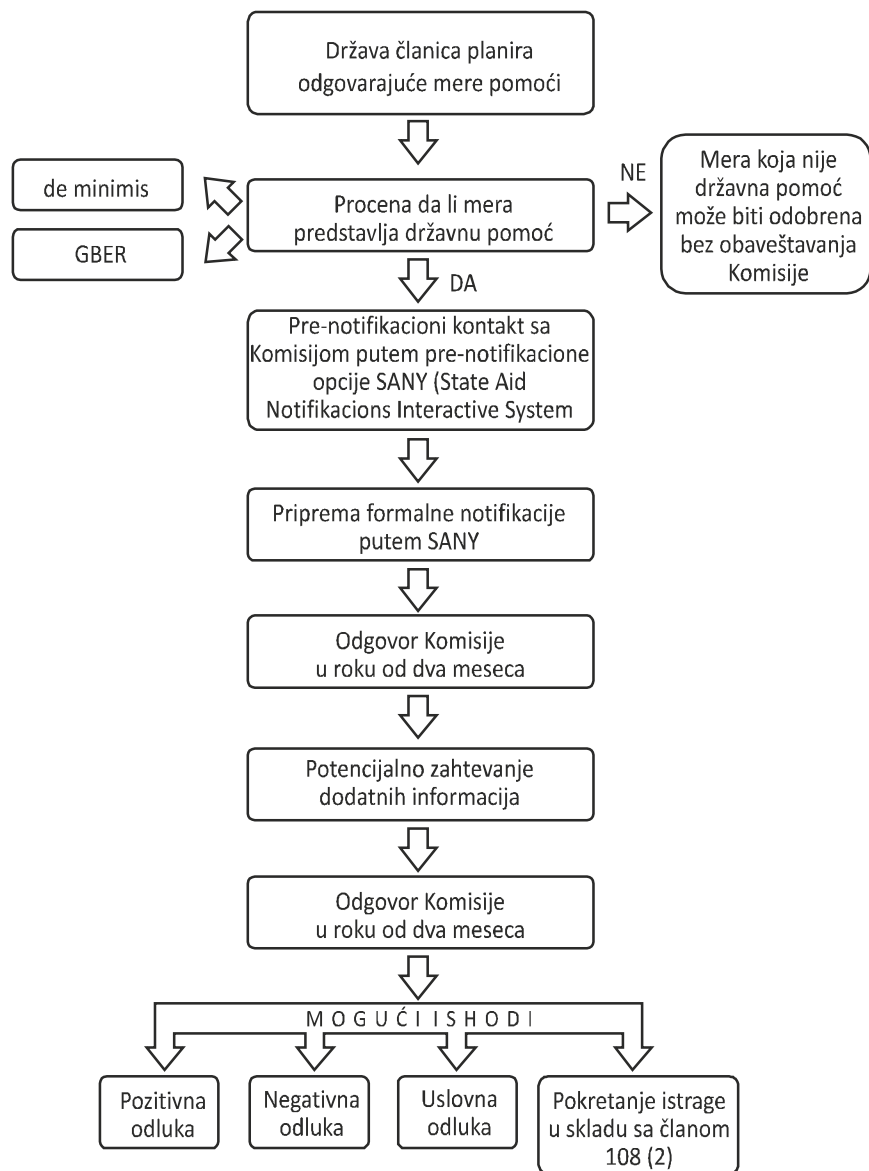 Država članica planira
odgovarajuće mere pomoći
de minimis
GBER
Procena da li mera
predstavlja državnu pomoć
NE
Mera koja nije
državna pomoć
može biti odobrena
bez obaveštavanja
Komisije
DA
Pre-notifikacioni kontakt sa
Komisijom putem pre-notifikacione
opcije SANY (State Aid
Notifikacions Interactive System
Priprema formalne notifikacije
putem SANY
Odgovor Komisije
u roku od dva meseca
Potencijalno zahtevanje
dodatnih informacija
Odgovor Komisije
u roku od dva meseca
MOGUĆI ISHODI
Pozitivna
odluka
Negativna
odluka
Uslovna
odluka
Pokretanje istrage
u skladu sa članom
108 (2)